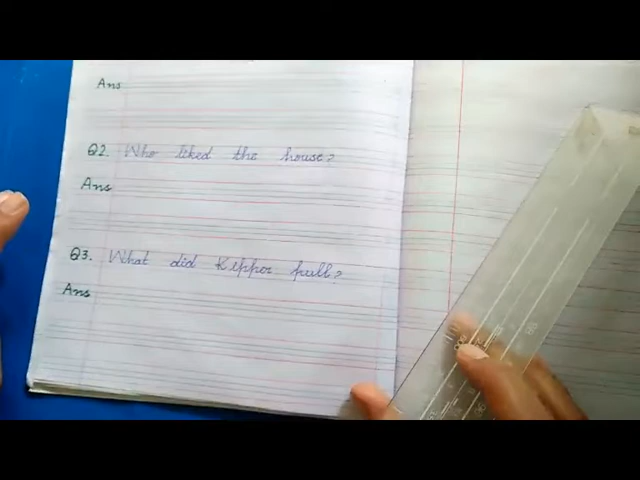 Ans
Q2. Who liked the house?
Ans
Q3. What did Kipper pull?
Ans